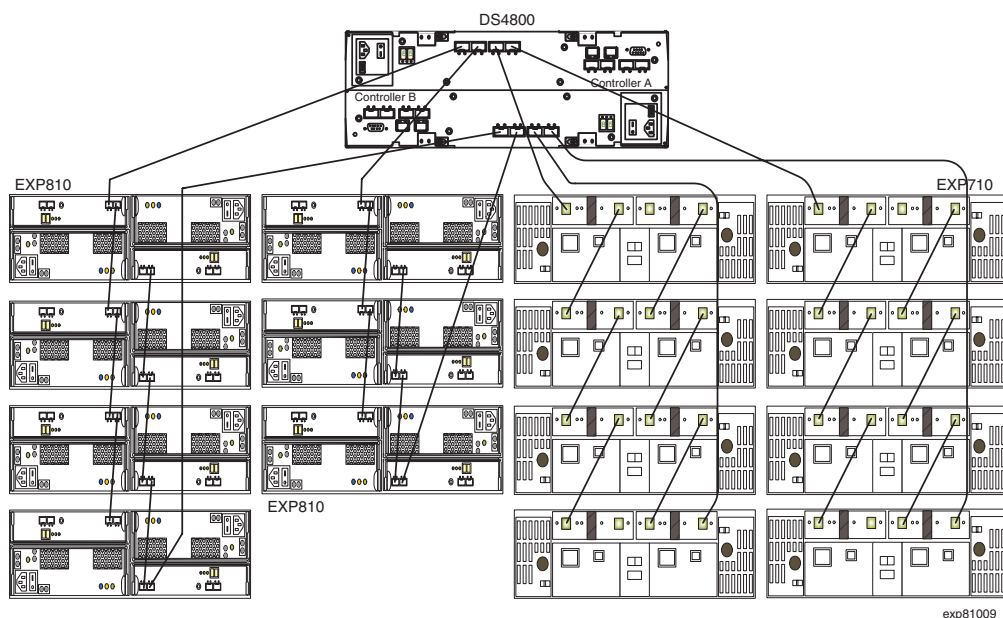 DS4800
Controller A
Controller B
EXP810
EXP710
EXP810
exp81009